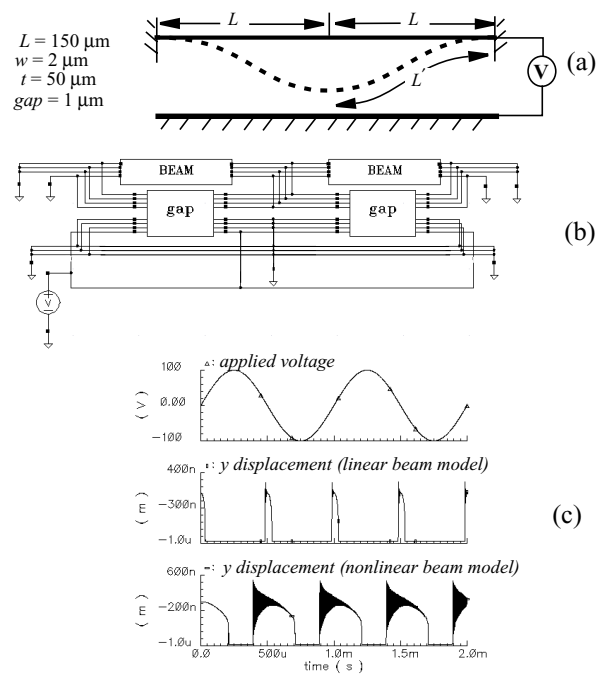 L L
L = 150 µm
w = 2 µm
t = 50 µm
gap = 1 µm
L′
V
(a)
BEAM BEAM
gap gap
V
(b)
applied voltage
100
0.00
-100
(V)
y displacement (linear beam model)
400n
-300n
-1.0u
(m)
(c)
y displacement (nonlinear beam model)
600n
-200n
-1.0u
(m)
0.0 500u 1.0m 1.5m 2.0m
time (s)